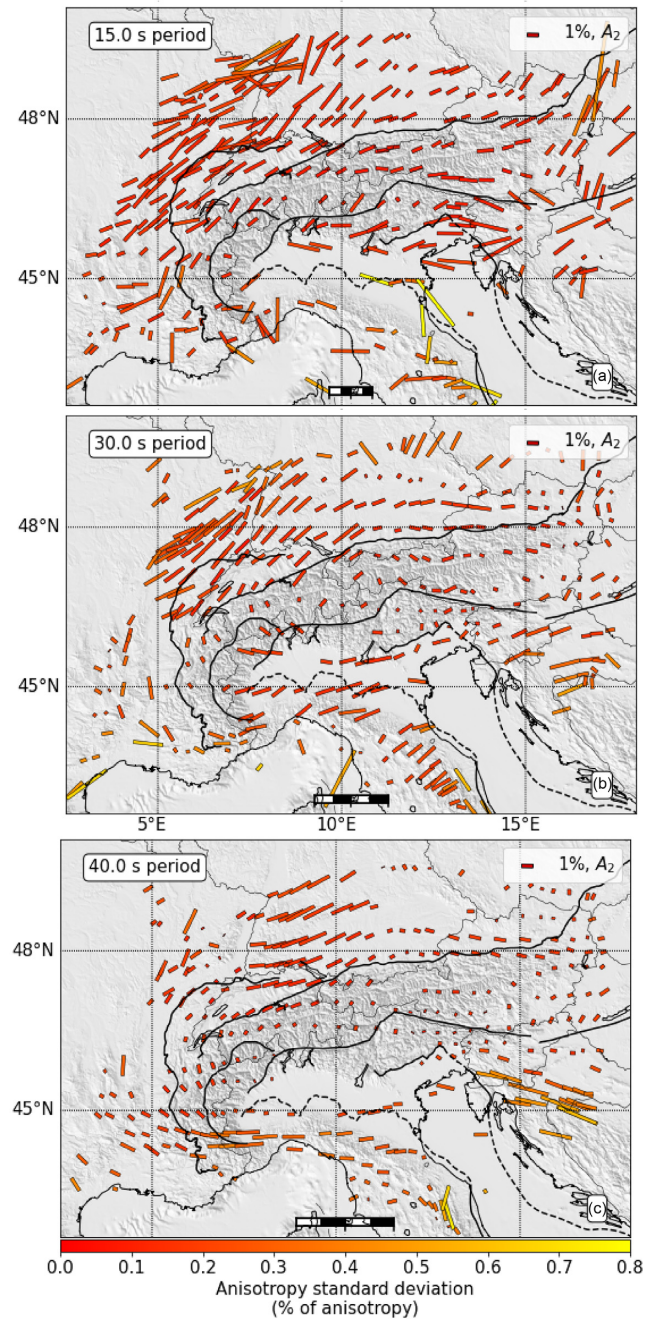 15.0 s period
1%, A₂
48°N
45°N
(a)
30.0 s period
1%, A₂
48°N
45°N
(b)
5°E 10°E 15°E
40.0 s period
1%, A₂
48°N
45°N
(c)
0.0 0.1 0.2 0.3 0.4 0.5 0.6 0.7 0.8
Anisotropy standard deviation
(% of anisotropy)